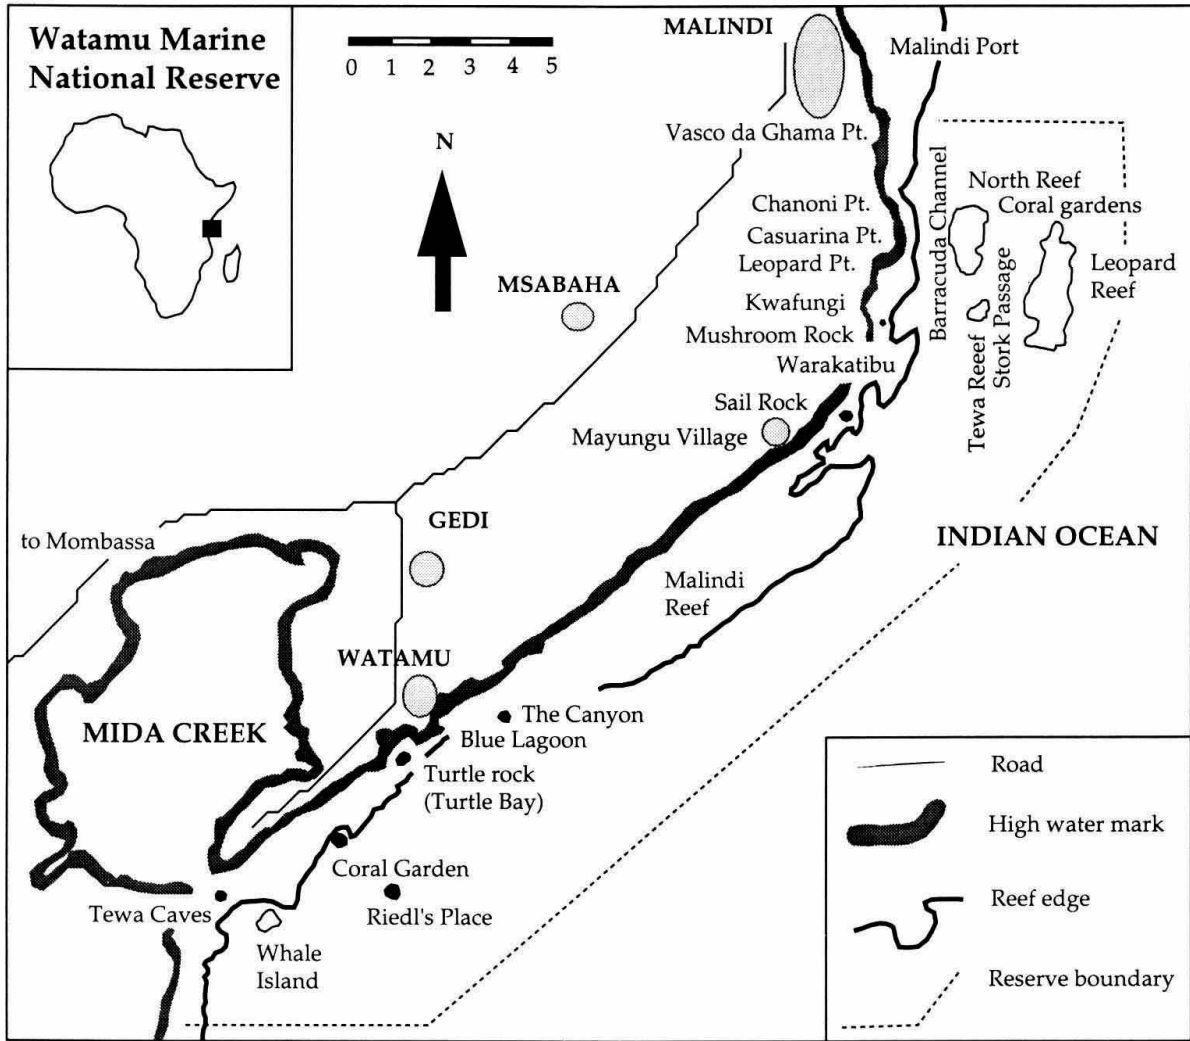 Watamu Marine
National Reserve
0 1 2 3 4 5
N
MALINDI
Malindi Port
Vasco da Ghama Pt.
Barracuda Channel
North Reef
Coral gardens
Chanoni Pt.
Casuarina Pt.
Leopard Pt.
Leopard
Reef
MSABAHA
Kwafungi
Mushroom Rock
Warakatibu
Tewa Reeef
Stork Passage
Sail Rock
Mayungu Village
INDIAN OCEAN
to Mombassa
GEDI
Malindi
Reef
WATAMU
MIDA CREEK
The Canyon
Blue Lagoon
Turtle rock
(Turtle Bay)
Coral Garden
Tewa Caves
Riedl's Place
Whale
Island
Road
High water mark
Reef edge
Reserve boundary